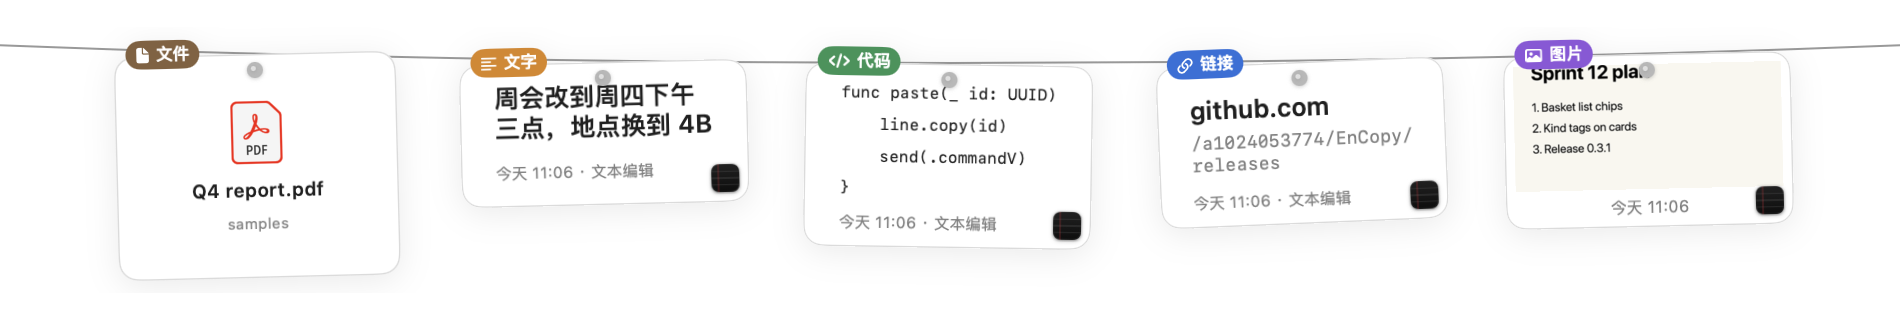 文件
PDF
Q4 report.pdf
samples
文字
周会改到周四下午
三点，地点换到 4B
今天 11:06 · 文本编辑
</> 代码
func paste(_ id: UUID)
line.copy(id)
send(.commandV)
}
今天 11:06 · 文本编辑
链接
github.com
/a1024053774/EnCopy/
releases
今天 11:06 · 文本编辑
图片
Sprint 12 plan
1. Basket list chips
2. Kind tags on cards
3. Release 0.3.1
今天 11:06